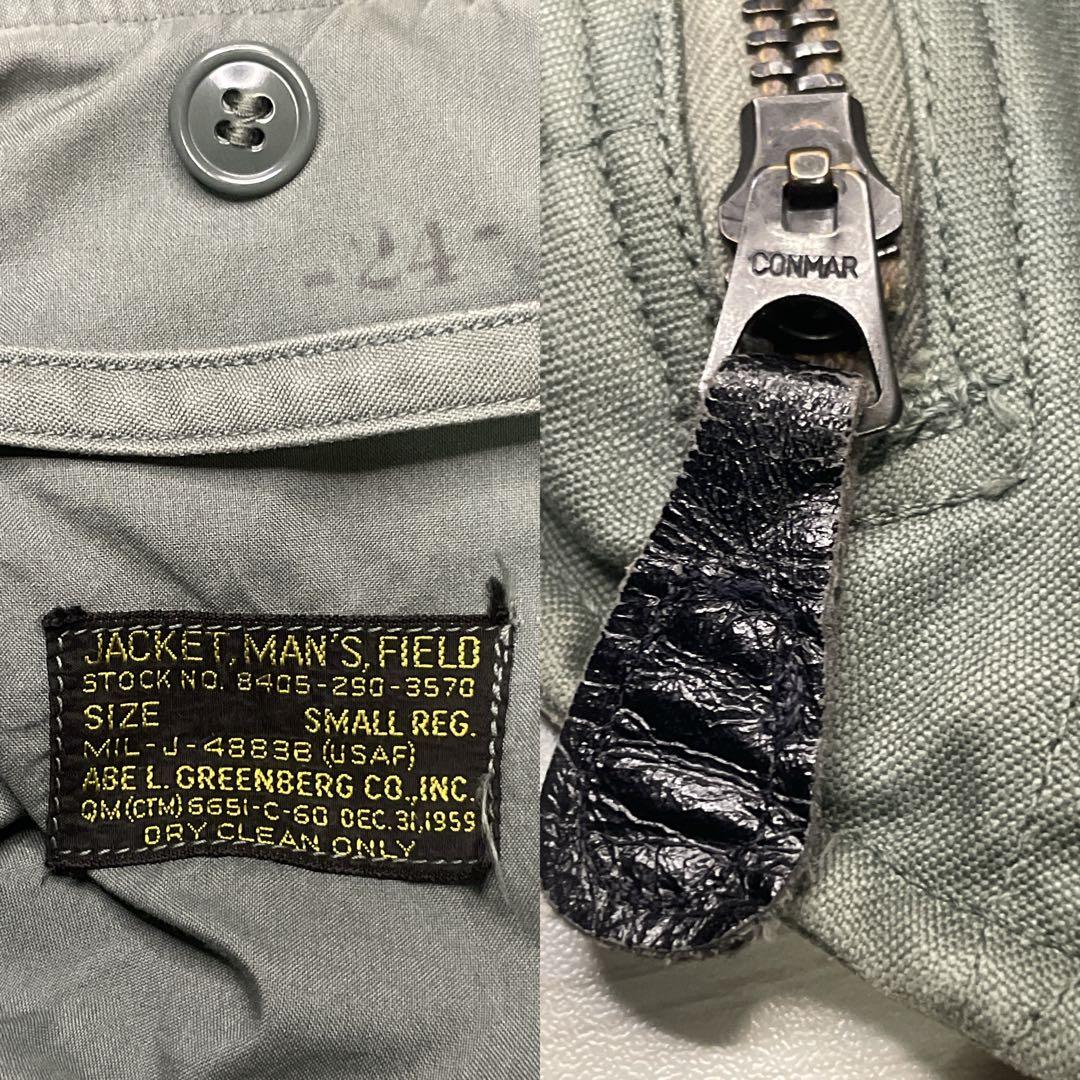 -24-
JACKET, MAN'S, FIELD
STOCK NO. 8405-290-3570
SIZE SMALL REG.
MIL-J-4883B (USAF)
ABE L. GREENBERG CO., INC.
QM (CTM) 6651-C-60 DEC. 31, 1959
DRY CLEAN ONLY
CONMAR